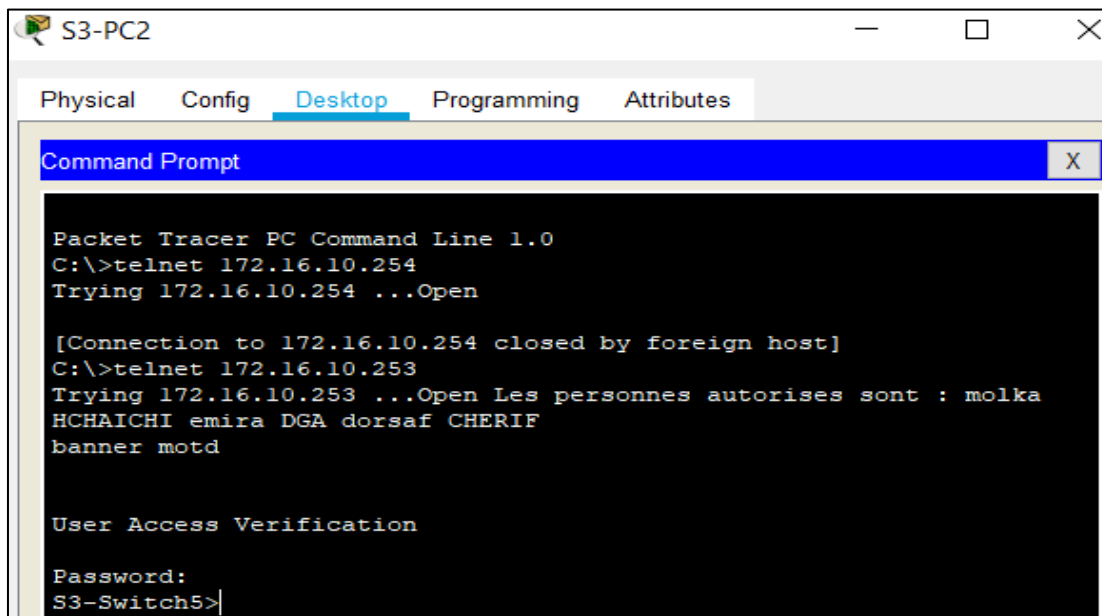 S3-PC2
Physical Config Desktop Programming Attributes
Command Prompt X
Packet Tracer PC Command Line 1.0
C:\>telnet 172.16.10.254
Trying 172.16.10.254 ...Open
[Connection to 172.16.10.254 closed by foreign host]
C:\>telnet 172.16.10.253
Trying 172.16.10.253 ...Open Les personnes autorises sont : molka
HCHAICHI emira DGA dorsaf CHERIF
banner motd
User Access Verification
Password:
S3-Switch5>